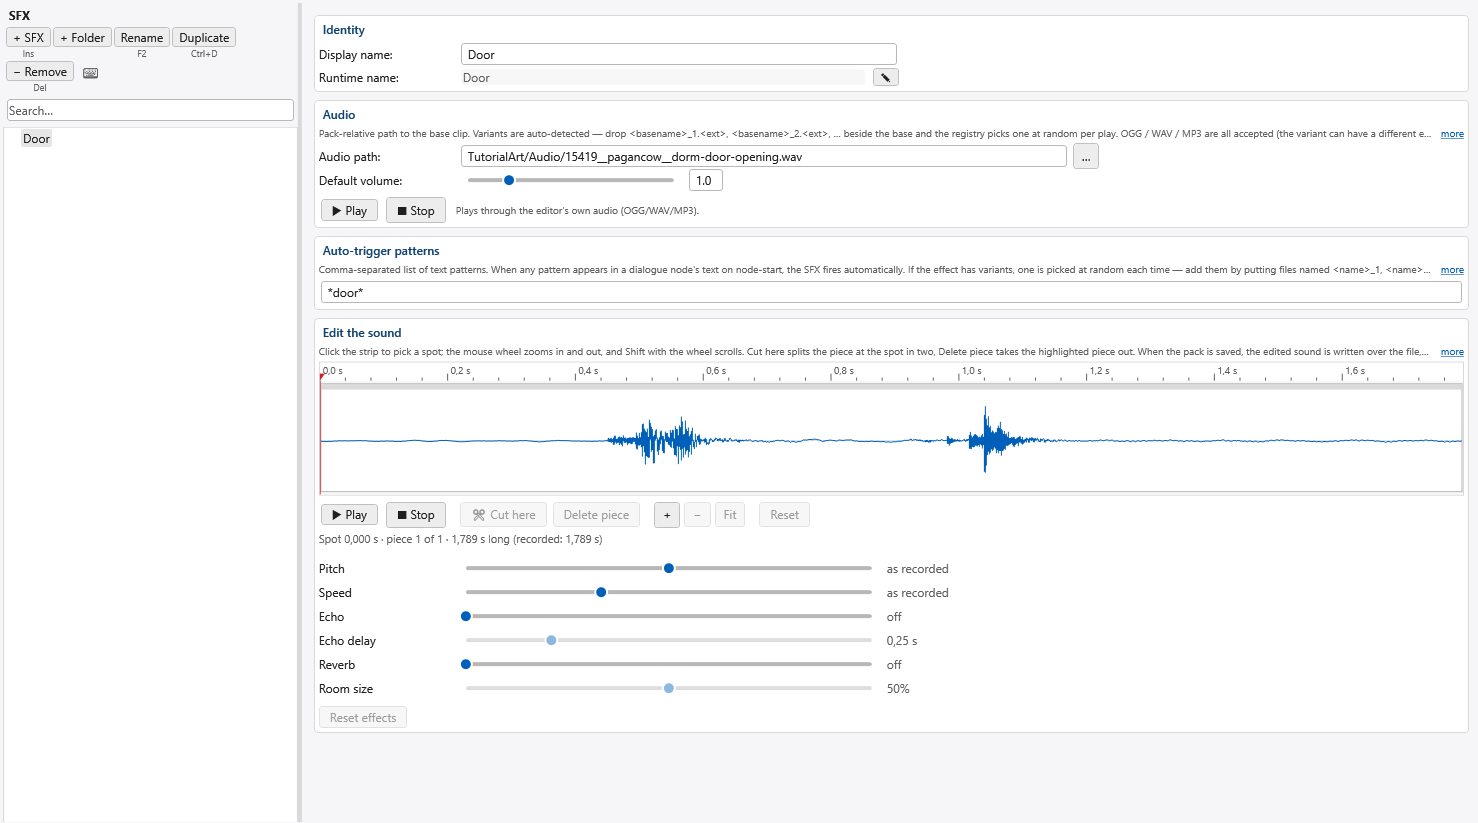 SFX
+ SFX
+ Folder
Rename
Duplicate
Ins
F2
Ctrl+D
− Remove
Del
Search...
Door
Identity
Display name:
Door
Runtime name:
Door
Audio
Pack-relative path to the base clip. Variants are auto-detected — drop <basename>_1.<ext>, <basename>_2.<ext>, ... beside the base and the registry picks one at random per play. OGG / WAV / MP3 are all accepted (the variant can have a different e...
more
Audio path:
TutorialArt/Audio/15419__pagancow__dorm-door-opening.wav
...
Default volume:
1.0
Play
Stop
Plays through the editor's own audio (OGG/WAV/MP3).
Auto-trigger patterns
Comma-separated list of text patterns. When any pattern appears in a dialogue node's text on node-start, the SFX fires automatically. If the effect has variants, one is picked at random each time — add them by putting files named <name>_1, <name>...
more
*door*
Edit the sound
Click the strip to pick a spot; the mouse wheel zooms in and out, and Shift with the wheel scrolls. Cut here splits the piece at the spot in two, Delete piece takes the highlighted piece out. When the pack is saved, the edited sound is written over the file,...
more
0,0 s
0,2 s
0,4 s
0,6 s
0,8 s
1,0 s
1,2 s
1,4 s
1,6 s
Play
Stop
Cut here
Delete piece
+
−
Fit
Reset
Spot 0,000 s · piece 1 of 1 · 1,789 s long (recorded: 1,789 s)
Pitch
as recorded
Speed
as recorded
Echo
off
Echo delay
0,25 s
Reverb
off
Room size
50%
Reset effects